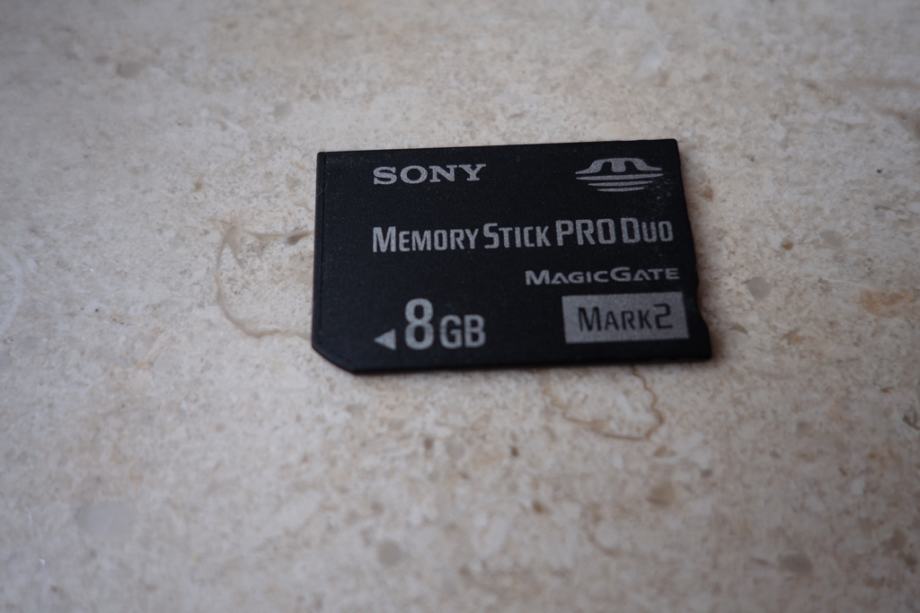 SONY
MEMORY STICK PRO DUO
MAGICGATE
8GB
MARK2